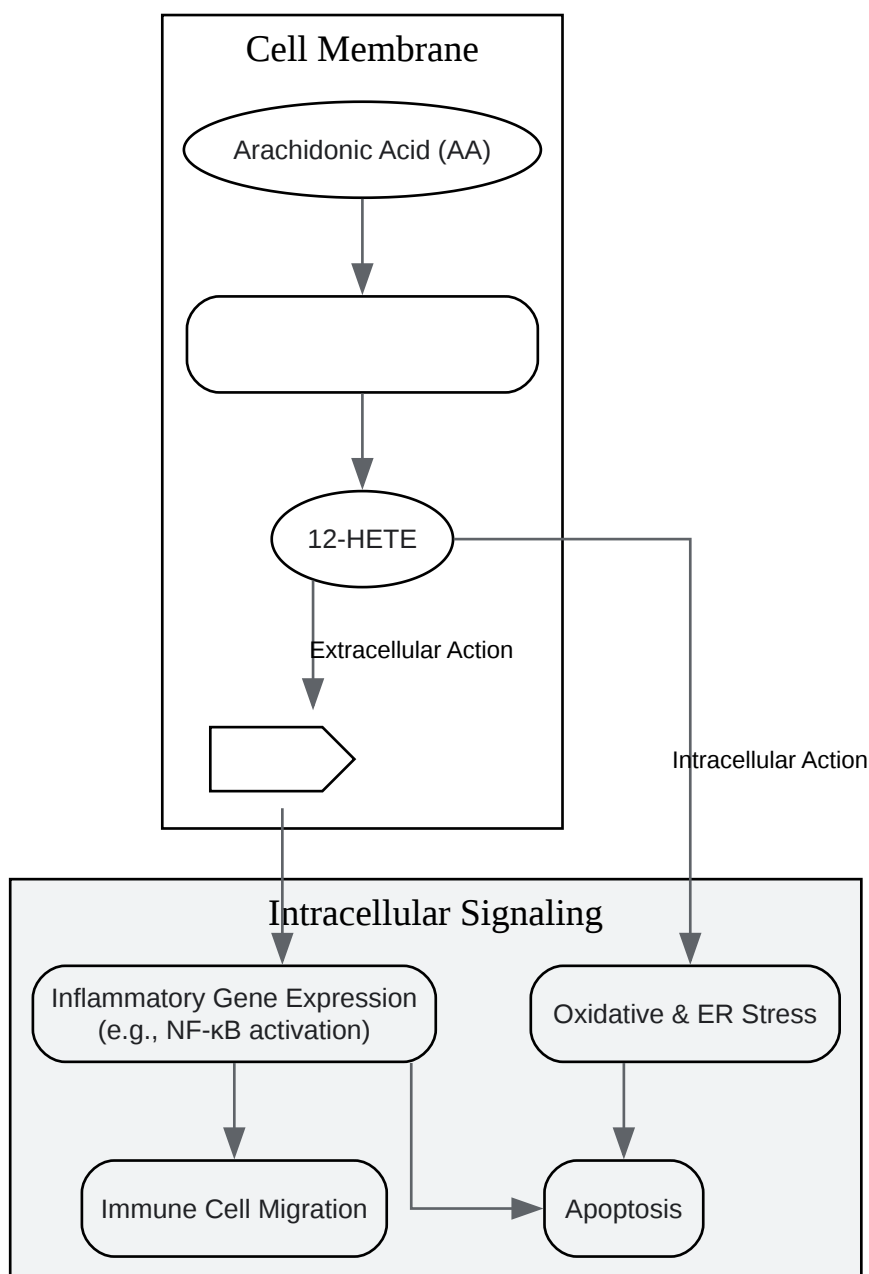 Cell Membrane
Arachidonic Acid (AA)
12-HETE
Extracellular Action
Intracellular Action
Intracellular Signaling
Inflammatory Gene Expression
(e.g., NF-κB activation)
Oxidative & ER Stress
Immune Cell Migration
Apoptosis